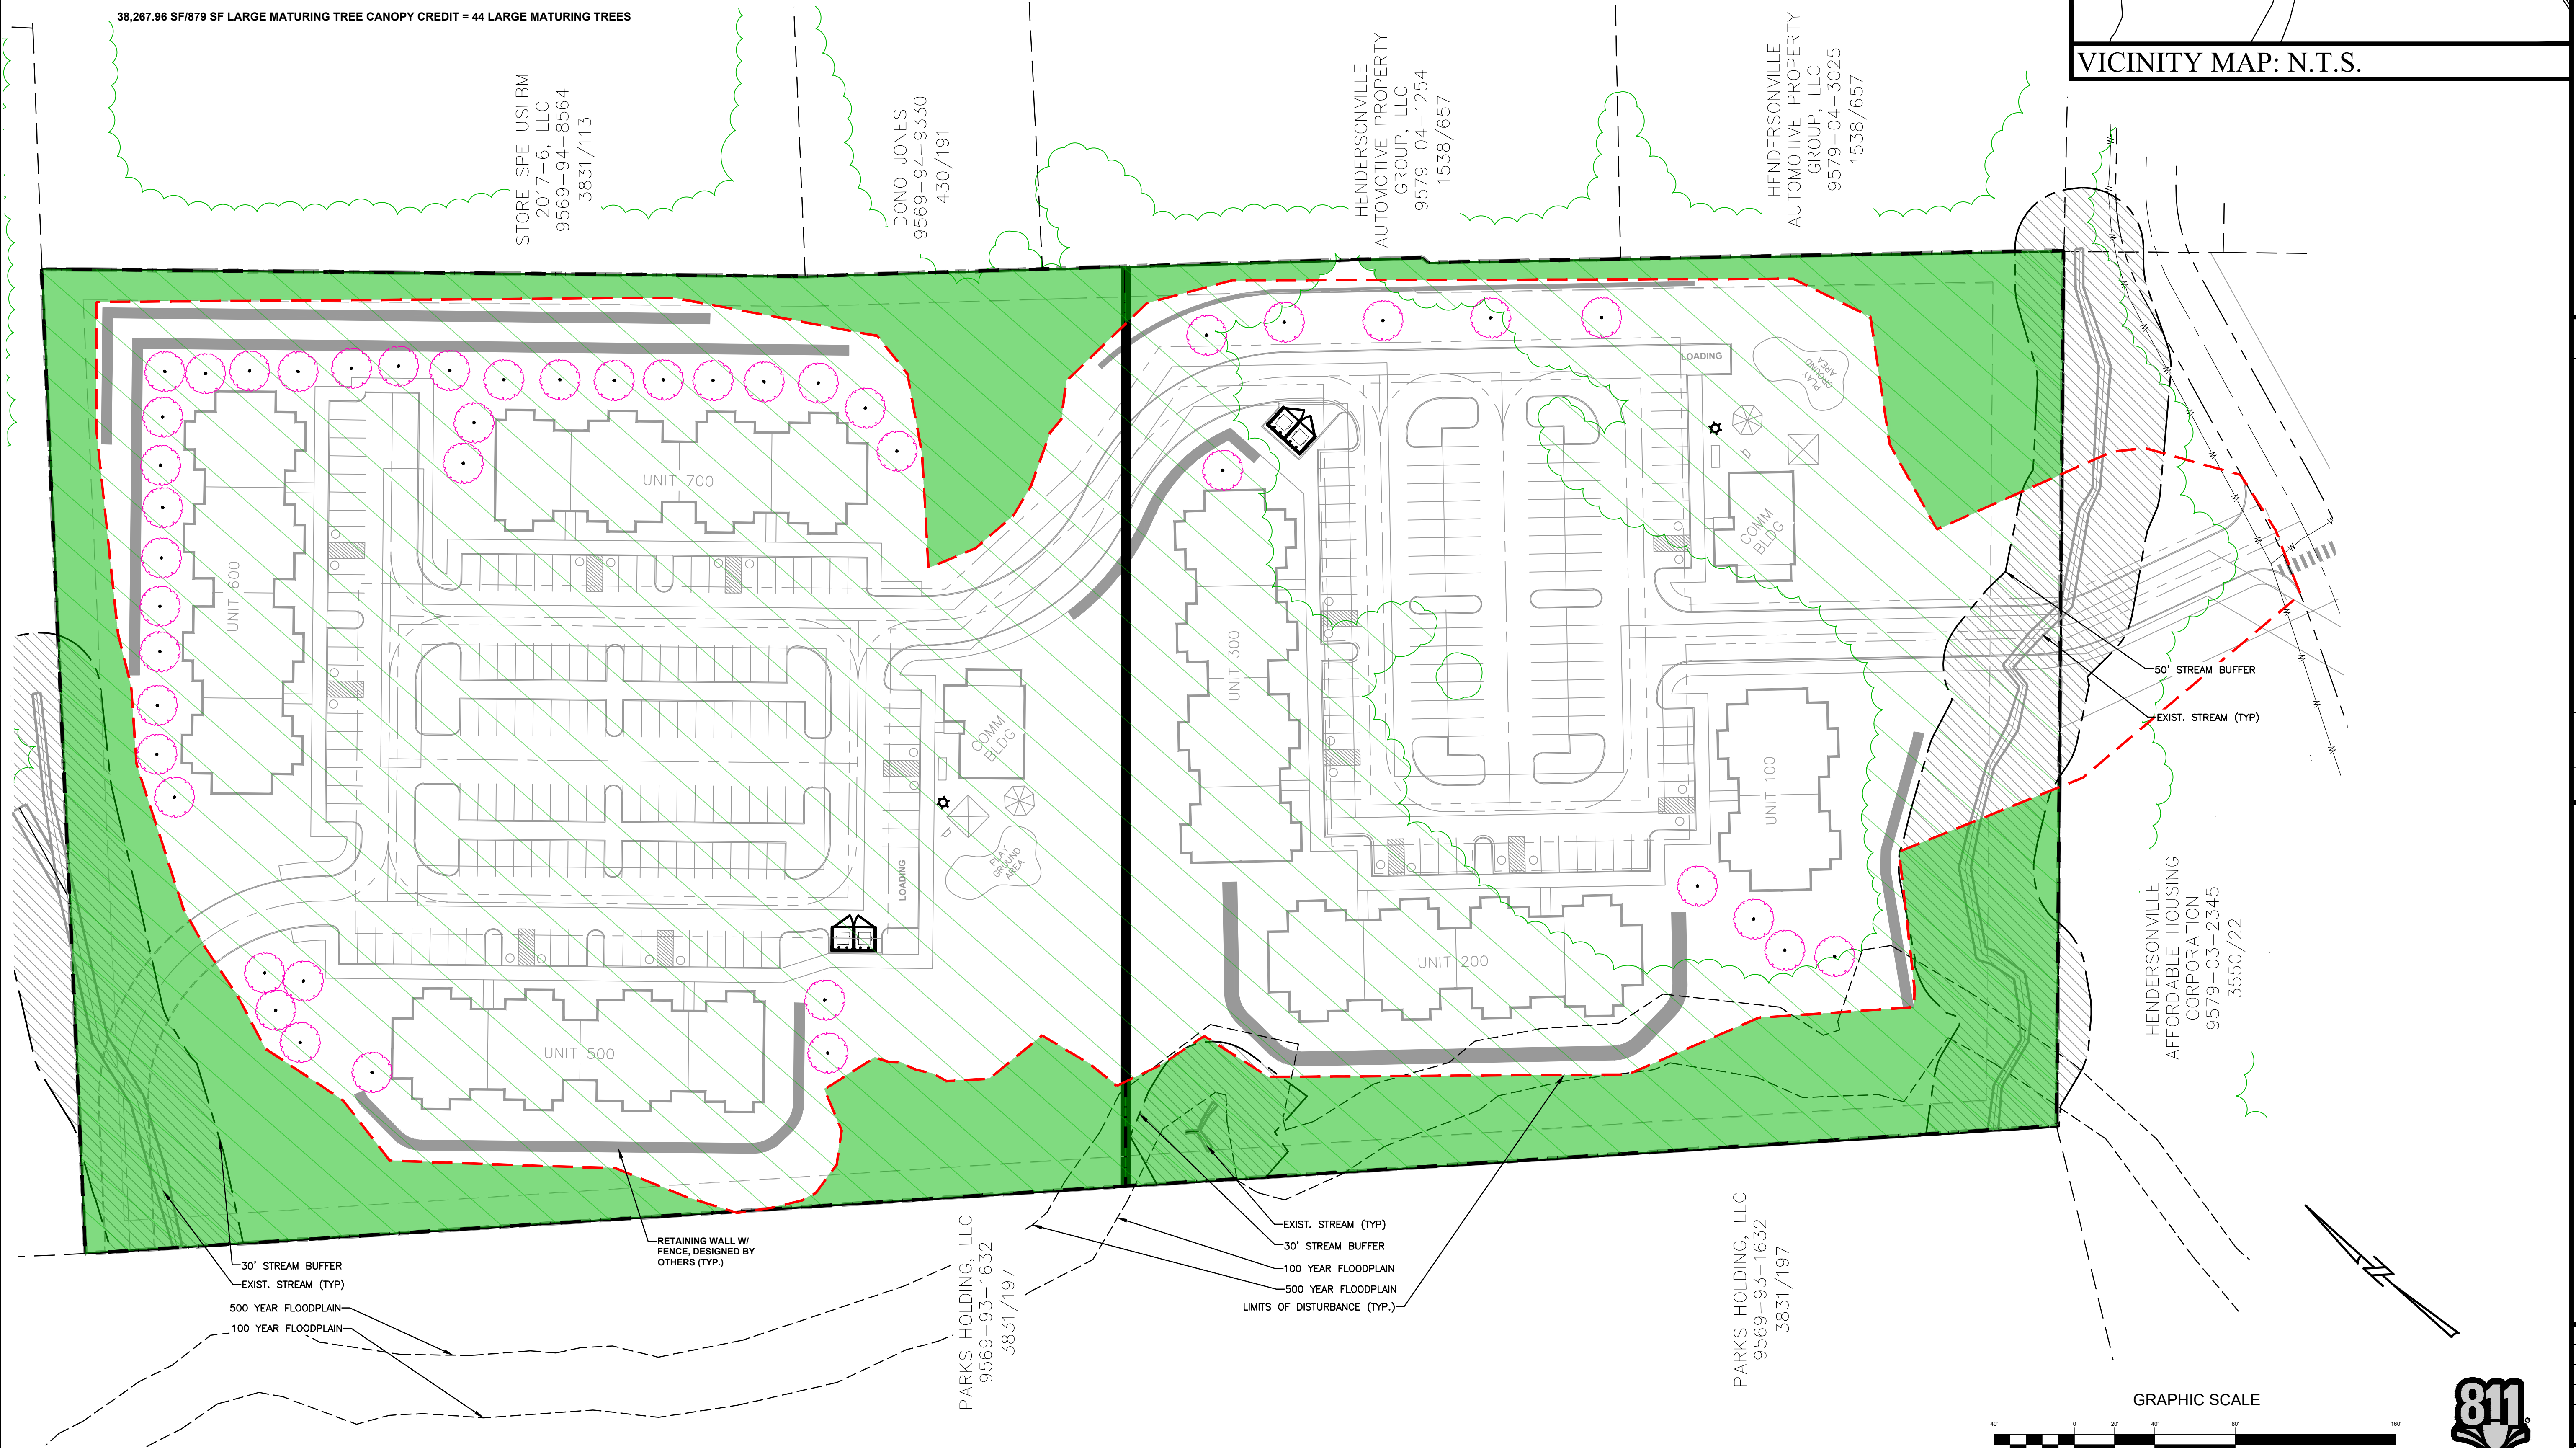 38,267.96 SF/879 SF LARGE MATURING TREE CANOPY CREDIT = 44 LARGE MATURING TREES
VICINITY MAP: N.T.S.
STORE SPE USLBM
2017-6, LLC
9569-94-8564
3831/113
DONO JONES
9569-94-9330
430/191
HENDERSONVILLE
AUTOMOTIVE PROPERTY
GROUP, LLC
9579-04-1254
1538/657
HENDERSONVILLE
AUTOMOTIVE PROPERTY
GROUP, LLC
9579-04-3025
1538/657
W
W
W
W
W
W
W
W
W
W
W
W
W
LOADING
PLAY
GROUND
AREA
COMM
BLDG
UNIT 700
UNIT 600
UNIT 300
UNIT 100
COMM
BLDG
PLAY
GROUND
AREA
LOADING
UNIT 200
UNIT 500
50' STREAM BUFFER
EXIST. STREAM (TYP)
HENDERSONVILLE
AFFORDABLE HOUSING
CORPORATION
9579-03-2345
3550/22
RETAINING WALL W/
FENCE, DESIGNED BY
OTHERS (TYP.)
30' STREAM BUFFER
EXIST. STREAM (TYP)
500 YEAR FLOODPLAIN
100 YEAR FLOODPLAIN
PARKS HOLDING, LLC
9569-93-1632
3831/197
EXIST. STREAM (TYP)
30' STREAM BUFFER
100 YEAR FLOODPLAIN
500 YEAR FLOODPLAIN
LIMITS OF DISTURBANCE (TYP.)
PARKS HOLDING, LLC
9569-93-1632
3831/197
GRAPHIC SCALE
40' 0 20' 40' 80' 160'
811